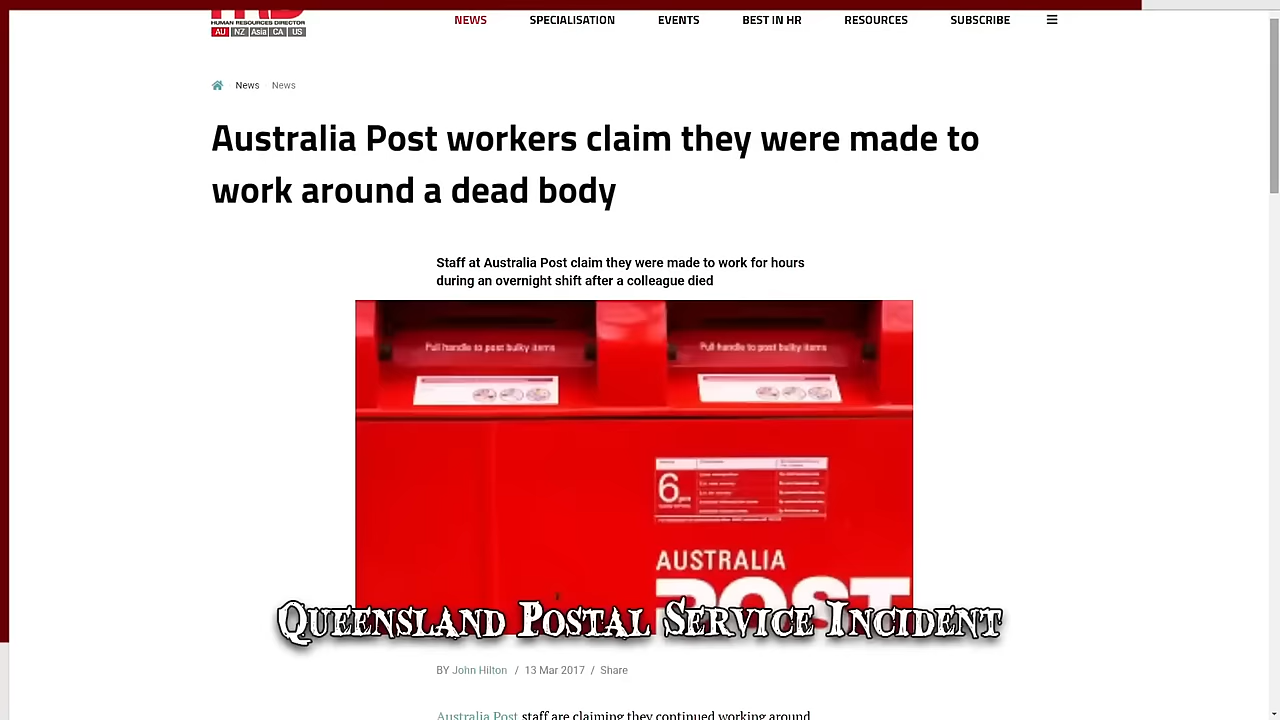 HUMAN RESOURCES DIRECTOR
AU NZ Asia CA US
NEWS SPECIALISATION EVENTS BEST IN HR RESOURCES SUBSCRIBE
News News
Australia Post workers claim they were made to
work around a dead body
Staff at Australia Post claim they were made to work for hours
during an overnight shift after a colleague died
Pull handle to post bulky items Pull handle to post bulky items
6pm
AUSTRALIA
POST
Queensland Postal Service Incident
BY John Hilton / 13 Mar 2017 / Share
Australia Post staff are claiming they continued working around